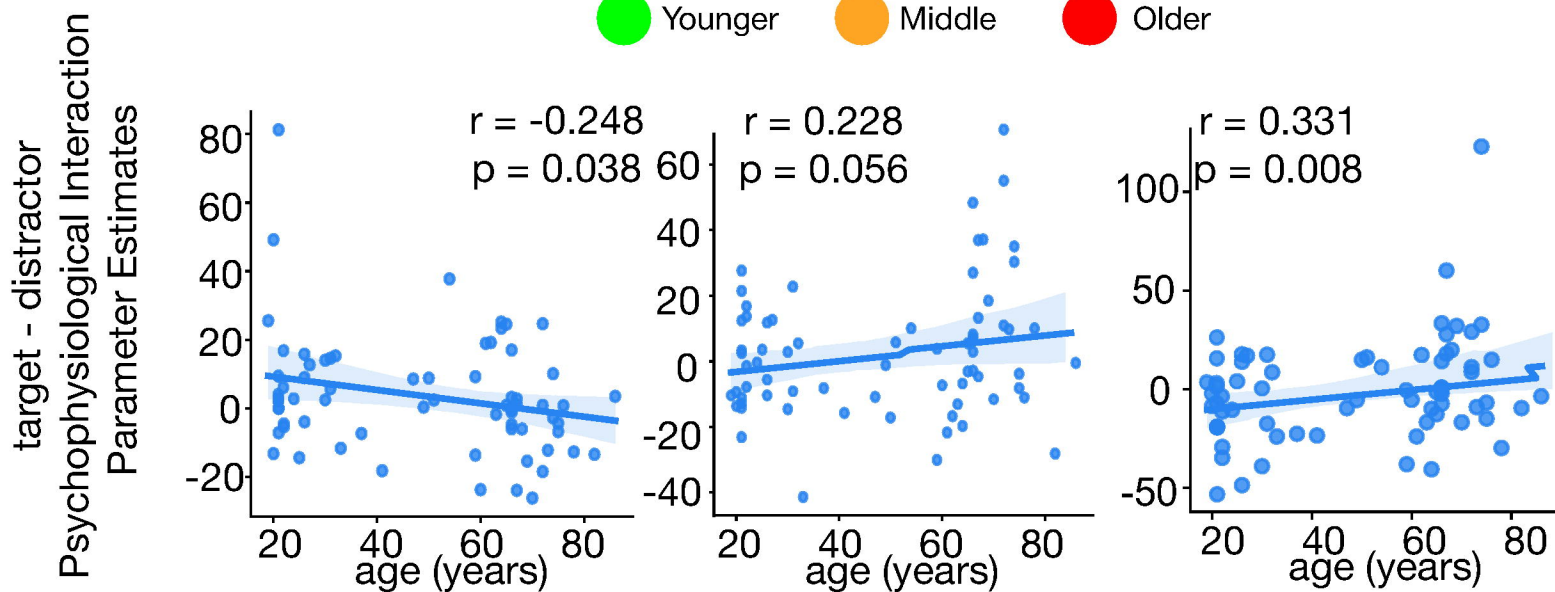 Younger
Middle
Older
target - distractor
Psychophysiological Interaction
Parameter Estimates
r = -0.248
p = 0.038
80
60
40
20
0
-20
20
40
60
80
age (years)
r = 0.228
p = 0.056
60
40
20
0
-20
-40
20
40
60
80
age (years)
r = 0.331
p = 0.008
100
50
0
-50
20
40
60
80
age (years)